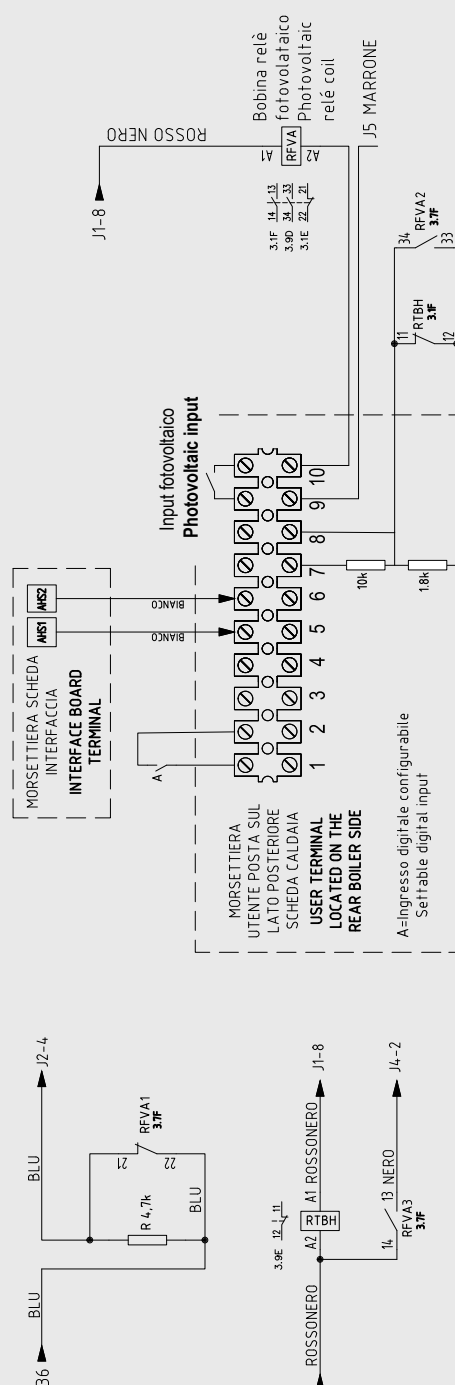 J1-8
ROSSO NERO
Bobina relè
fotovolataico
Photovoltaic
relé coil
A1
RFVA
A2
14 13
34 33
22 21
3.1F
3.9D
3.1E
J5 MARRONE
34
RFVA2
3.7F
33
11
RTBH
3.1F
12
Input fotovoltaico
Photovoltaic input
MORSETTIERA SCHEDA
INTERFACCIA
INTERFACE BOARD
TERMINAL
AHS1
AHS2
BIANCO
BIANCO
A
1
2
3
4
5
6
7
8
9
10
10k
1.8k
MORSETTIERA
UTENTE POSTA SUL
LATO POSTERIORE
SCHEDA CALDAIA
USER TERMINAL
LOCATED ON THE
REAR BOILER SIDE
A=Ingresso digitale configurabile
Settable digital input
J2-4
BLU
BLU
R 4,7k
21
RFVA1
3.7F
22
BLU
ROSSONERO
3.9E
12 11
A2
RTBH
A1 ROSSONERO
J1-8
14
13 NERO
J4-2
RFVA3
3.7F